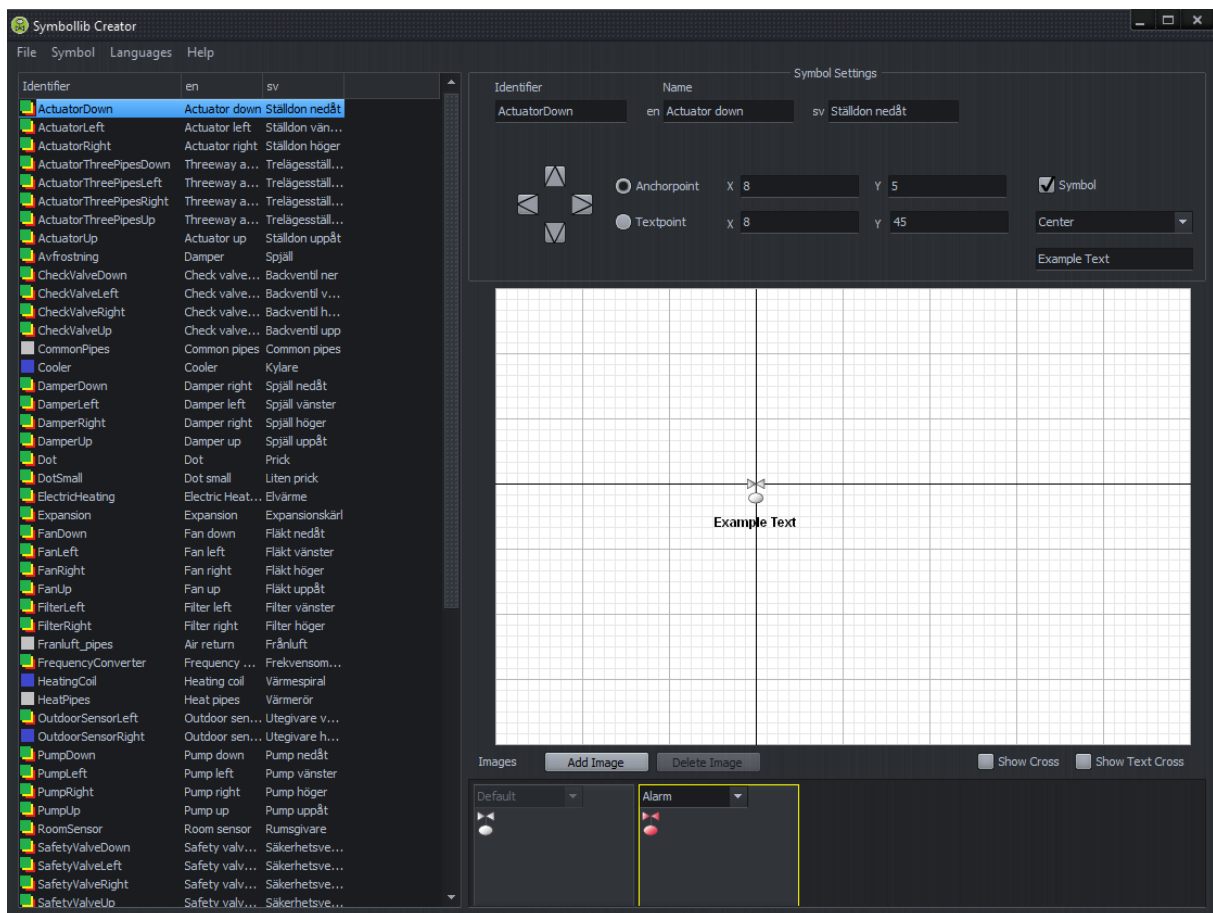 Symbollib Creator
File Symbol Languages Help
Identifier en sv
ActuatorDown Actuator down Ställdon nedåt
ActuatorLeft Actuator left Ställdon vän...
ActuatorRight Actuator right Ställdon höger
ActuatorThreePipesDown Threeway a... Trelägesställ...
ActuatorThreePipesLeft Threeway a... Trelägesställ...
ActuatorThreePipesRight Threeway a... Trelägesställ...
ActuatorThreePipesUp Threeway a... Trelägesställ...
ActuatorUp Actuator up Ställdon uppåt
Avfrostning Damper Spjäll
CheckValveDown Check valve... Backventil ner
CheckValveLeft Check valve... Backventil v...
CheckValveRight Check valve... Backventil h...
CheckValveUp Check valve... Backventil upp
CommonPipes Common pipes Common pipes
Cooler Cooler Kylare
DamperDown Damper right Spjäll nedåt
DamperLeft Damper left Spjäll vänster
DamperRight Damper right Spjäll höger
DamperUp Damper up Spjäll uppåt
Dot Dot Prick
DotSmall Dot small Liten prick
ElectricHeating Electric Heat... Elvärme
Expansion Expansion Expansionskärl
FanDown Fan down Fläkt nedåt
FanLeft Fan left Fläkt vänster
FanRight Fan right Fläkt höger
FanUp Fan up Fläkt uppåt
FilterLeft Filter left Filter vänster
FilterRight Filter right Filter höger
Franluft_pipes Air return Frånluft
FrequencyConverter Frequency ... Frekvensom...
HeatingCoil Heating coil Värmespiral
HeatPipes Heat pipes Värmerör
OutdoorSensorLeft Outdoor sen... Utegivare v...
OutdoorSensorRight Outdoor sen... Utegivare h...
PumpDown Pump down Pump nedåt
PumpLeft Pump left Pump vänster
PumpRight Pump right Pump höger
PumpUp Pump up Pump uppåt
RoomSensor Room sensor Rumsgivare
SafetyValveDown Safety valv... Säkerhetsve...
SafetyValveLeft Safety valv... Säkerhetsve...
SafetyValveRight Safety valv... Säkerhetsve...
SafetyValveUp Safety valv... Säkerhetsve...
Symbol Settings
Identifier Name
ActuatorDown en Actuator down sv Ställdon nedåt
Anchorpoint X 8 Y 5 Symbol
Textpoint X 8 Y 45 Center
Example Text
Example Text
Images Add Image Delete Image Show Cross Show Text Cross
Default Alarm